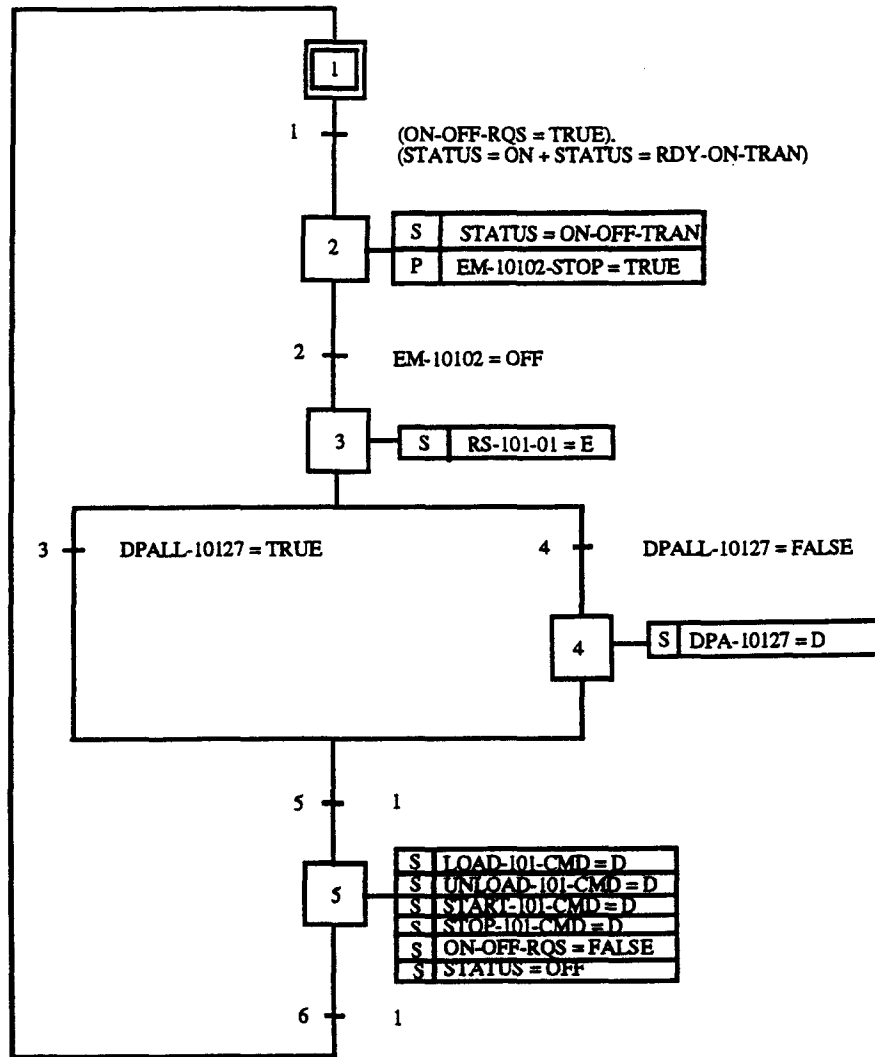 1
1
(ON-OFF-RQS = TRUE).
(STATUS = ON + STATUS = RDY-ON-TRAN)
2
S STATUS = ON-OFF-TRAN
P EM-10102-STOP = TRUE
2
EM-10102 = OFF
3
S RS-101-01 = E
3
DPALL-10127 = TRUE
4
DPALL-10127 = FALSE
4
S DPA-10127 = D
5
1
5
S LOAD-101-CMD = D
S UNLOAD-101-CMD = D
S START-101-CMD = D
S STOP-101-CMD = D
S ON-OFF-RQS = FALSE
S STATUS = OFF
6
1